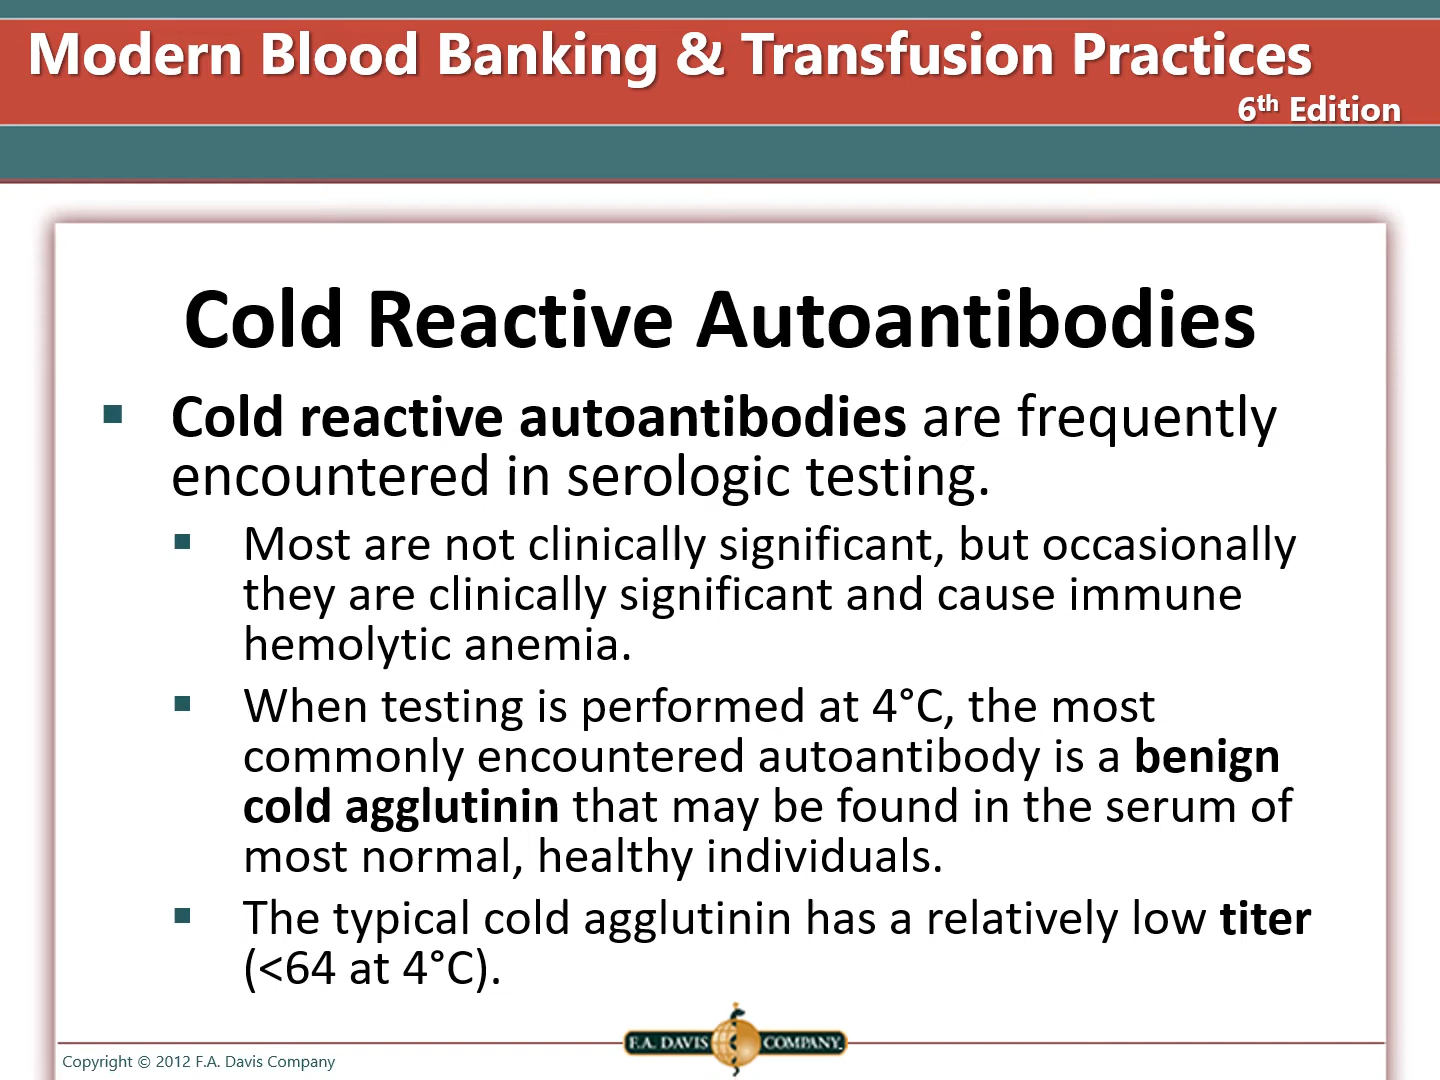 Modern Blood Banking & Transfusion Practices
6th Edition
Cold Reactive Autoantibodies
▪ Cold reactive autoantibodies are frequently
encountered in serologic testing.
▪ Most are not clinically significant, but occasionally
they are clinically significant and cause immune
hemolytic anemia.
▪ When testing is performed at 4°C, the most
commonly encountered autoantibody is a benign
cold agglutinin that may be found in the serum of
most normal, healthy individuals.
▪ The typical cold agglutinin has a relatively low titer
(<64 at 4°C).
F.A. DAVIS COMPANY
Copyright © 2012 F.A. Davis Company